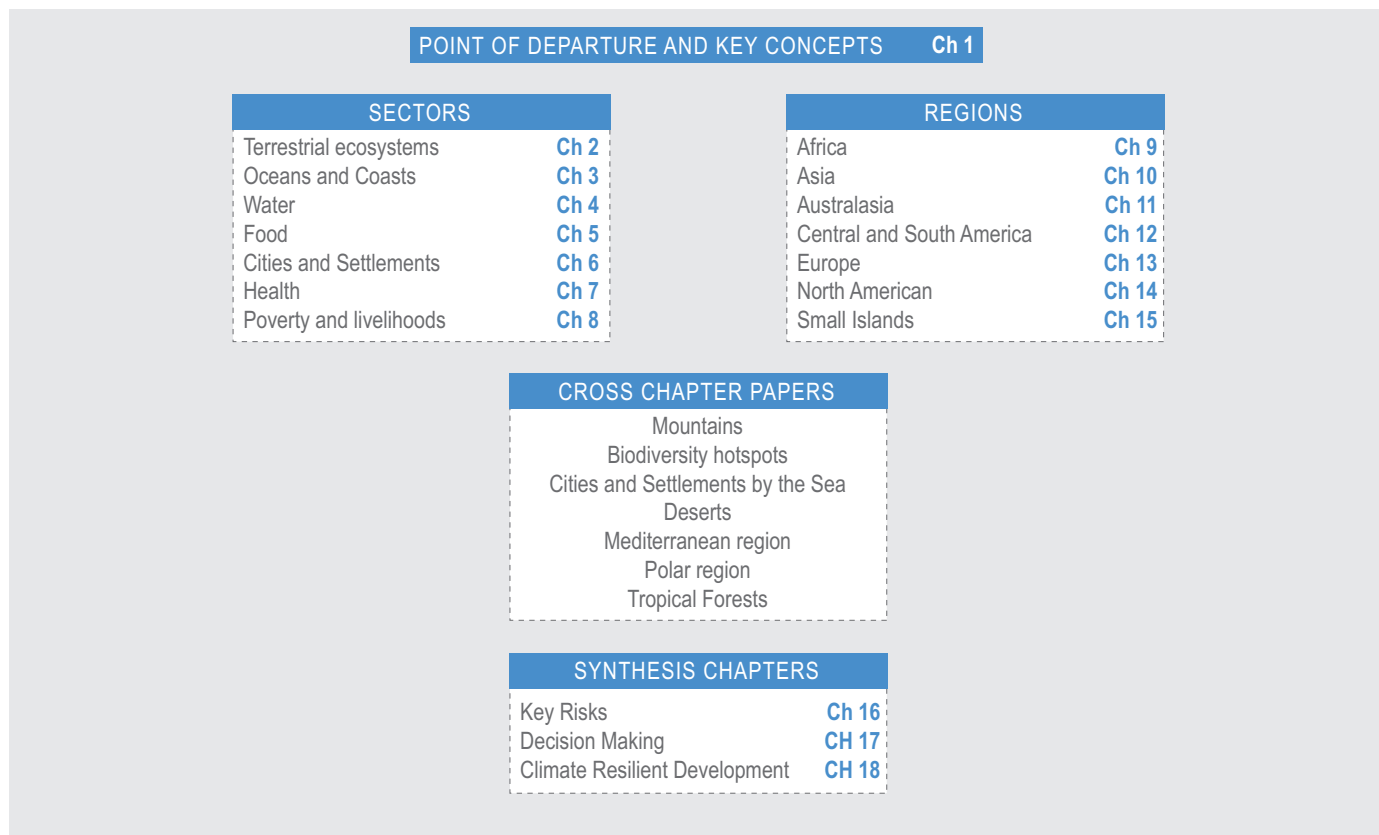 POINT OF DEPARTURE AND KEY CONCEPTS Ch 1
SECTORS
Terrestrial ecosystems Ch 2
Oceans and Coasts Ch 3
Water Ch 4
Food Ch 5
Cities and Settlements Ch 6
Health Ch 7
Poverty and livelihoods Ch 8
REGIONS
Africa Ch 9
Asia Ch 10
Australasia Ch 11
Central and South America Ch 12
Europe Ch 13
North American Ch 14
Small Islands Ch 15
CROSS CHAPTER PAPERS
Mountains
Biodiversity hotspots
Cities and Settlements by the Sea
Deserts
Mediterranean region
Polar region
Tropical Forests
SYNTHESIS CHAPTERS
Key Risks Ch 16
Decision Making CH 17
Climate Resilient Development CH 18